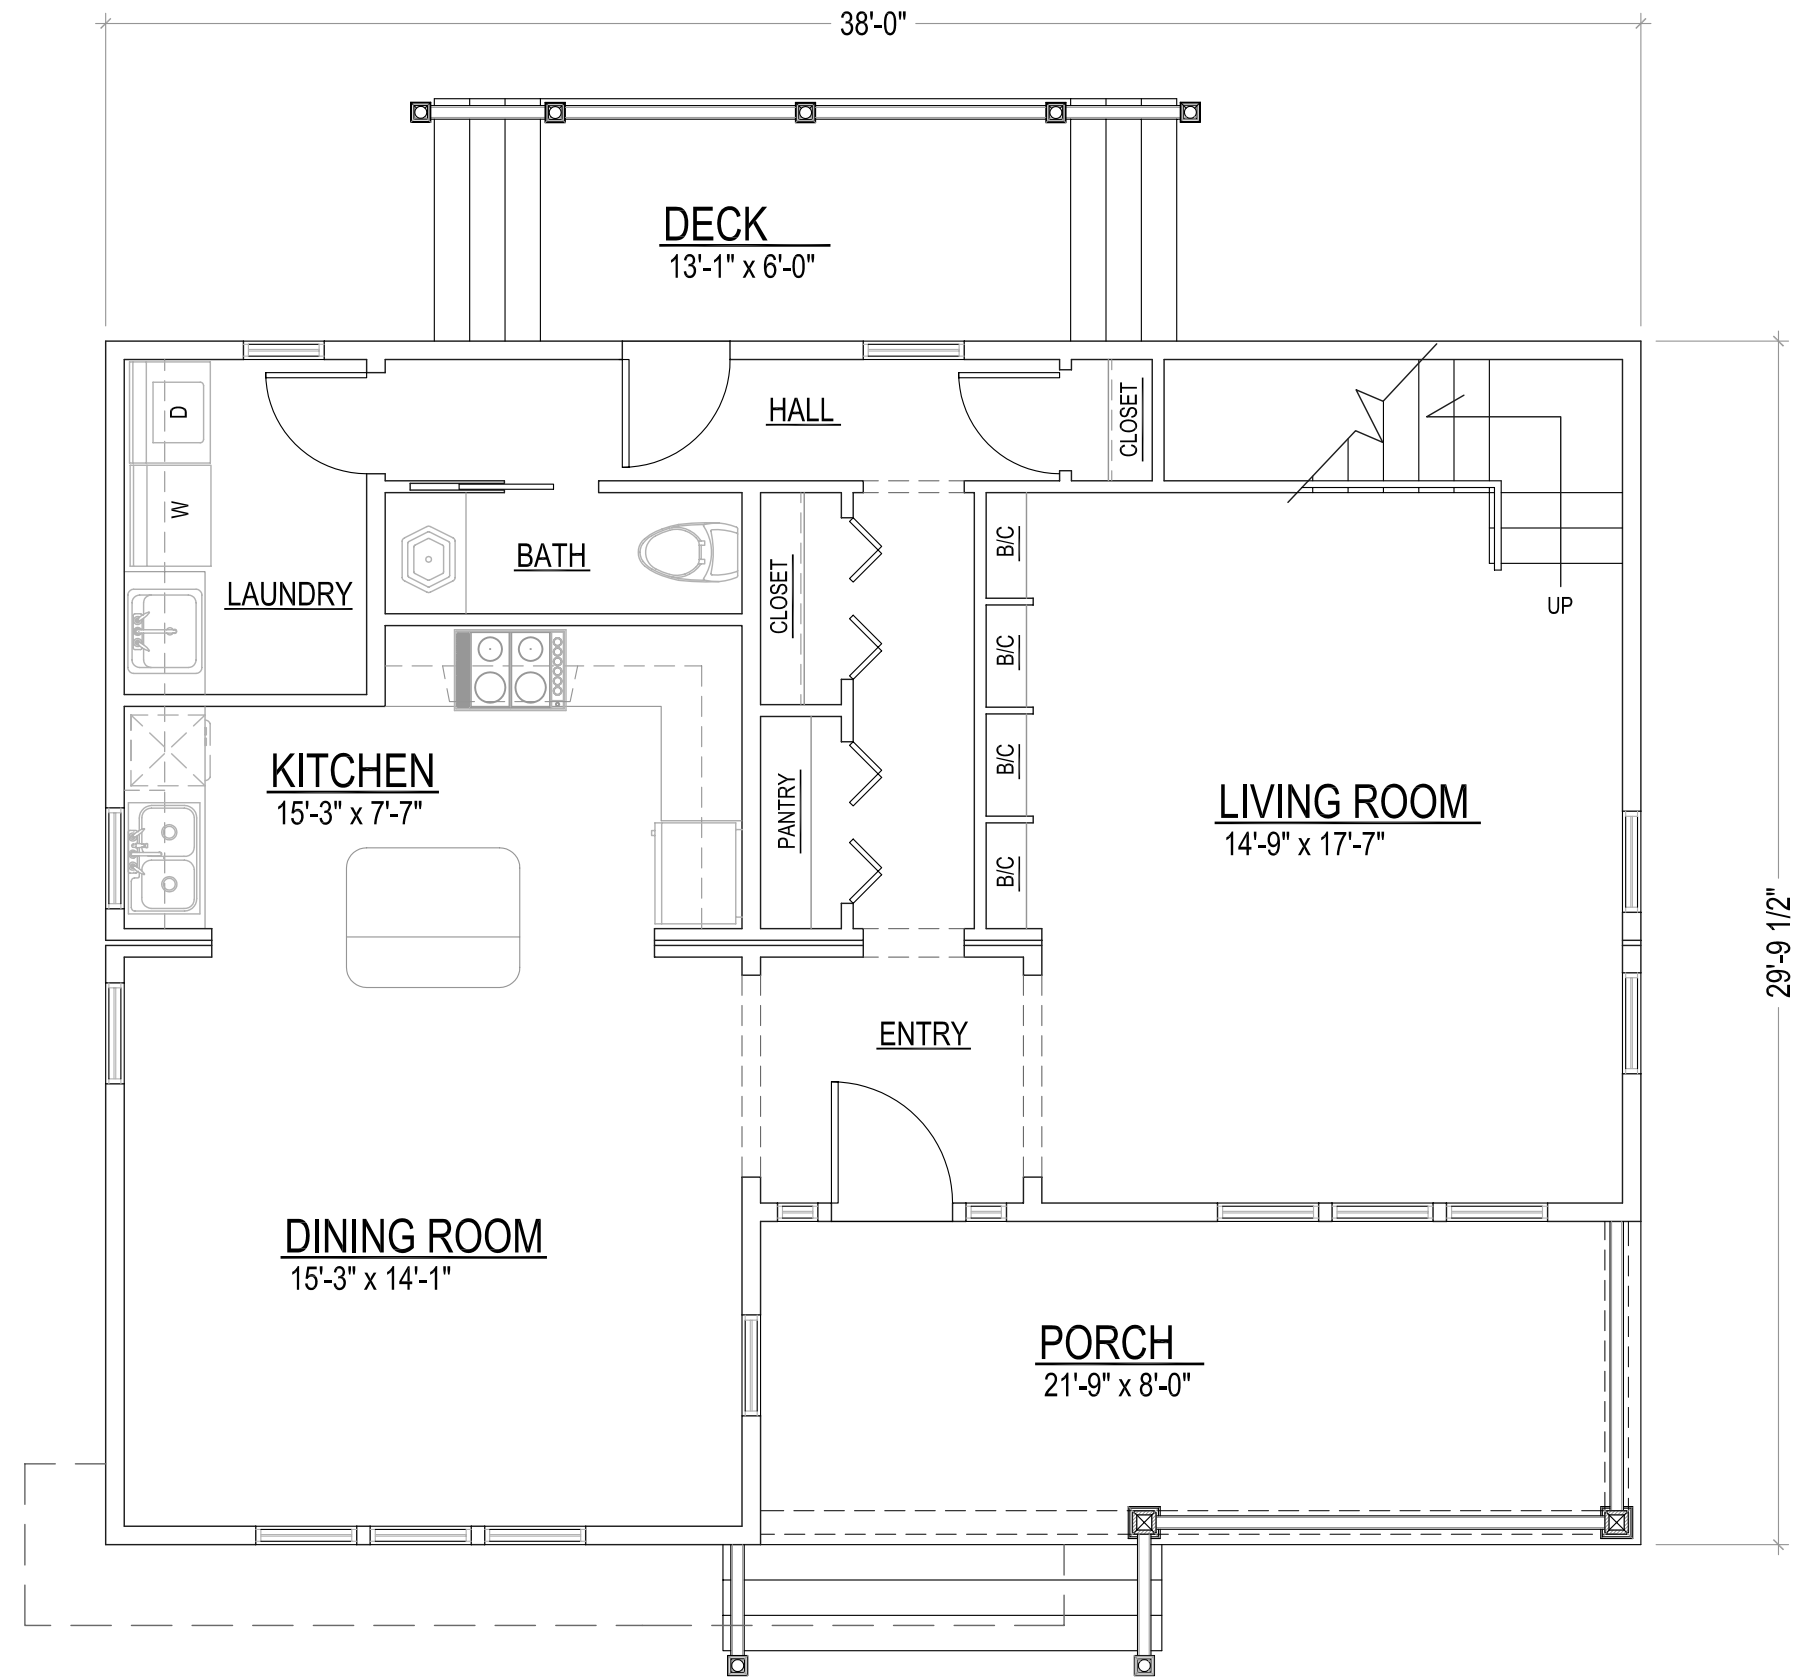 38'-0"
DECK
13'-1" x 6'-0"
HALL
CLOSET
D
W
LAUNDRY
BATH
CLOSET
B/C
B/C
B/C
B/C
UP
KITCHEN
15'-3" x 7'-7"
PANTRY
LIVING ROOM
14'-9" x 17'-7"
29'-9 1/2"
ENTRY
DINING ROOM
15'-3" x 14'-1"
PORCH
21'-9" x 8'-0"